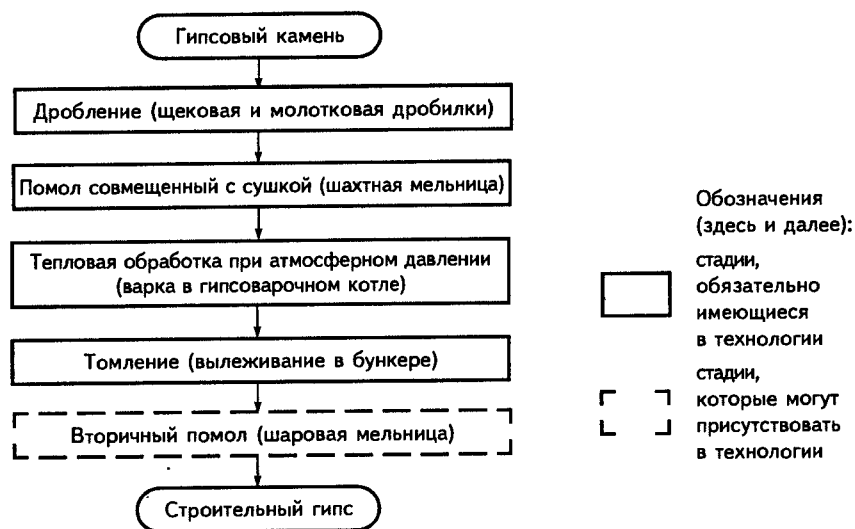 Гипсовый камень
Дробление (щековая и молотковая дробилки)
Помол совмещенный с сушкой (шахтная мельница)
Тепловая обработка при атмосферном давлении
(варка в гипсоварочном котле)
Томление (вылеживание в бункере)
Вторичный помол (шаровая мельница)
Строительный гипс
Обозначения
(здесь и далее):
стадии,
обязательно
имеющиеся
в технологии
стадии,
которые могут
присутствовать
в технологии